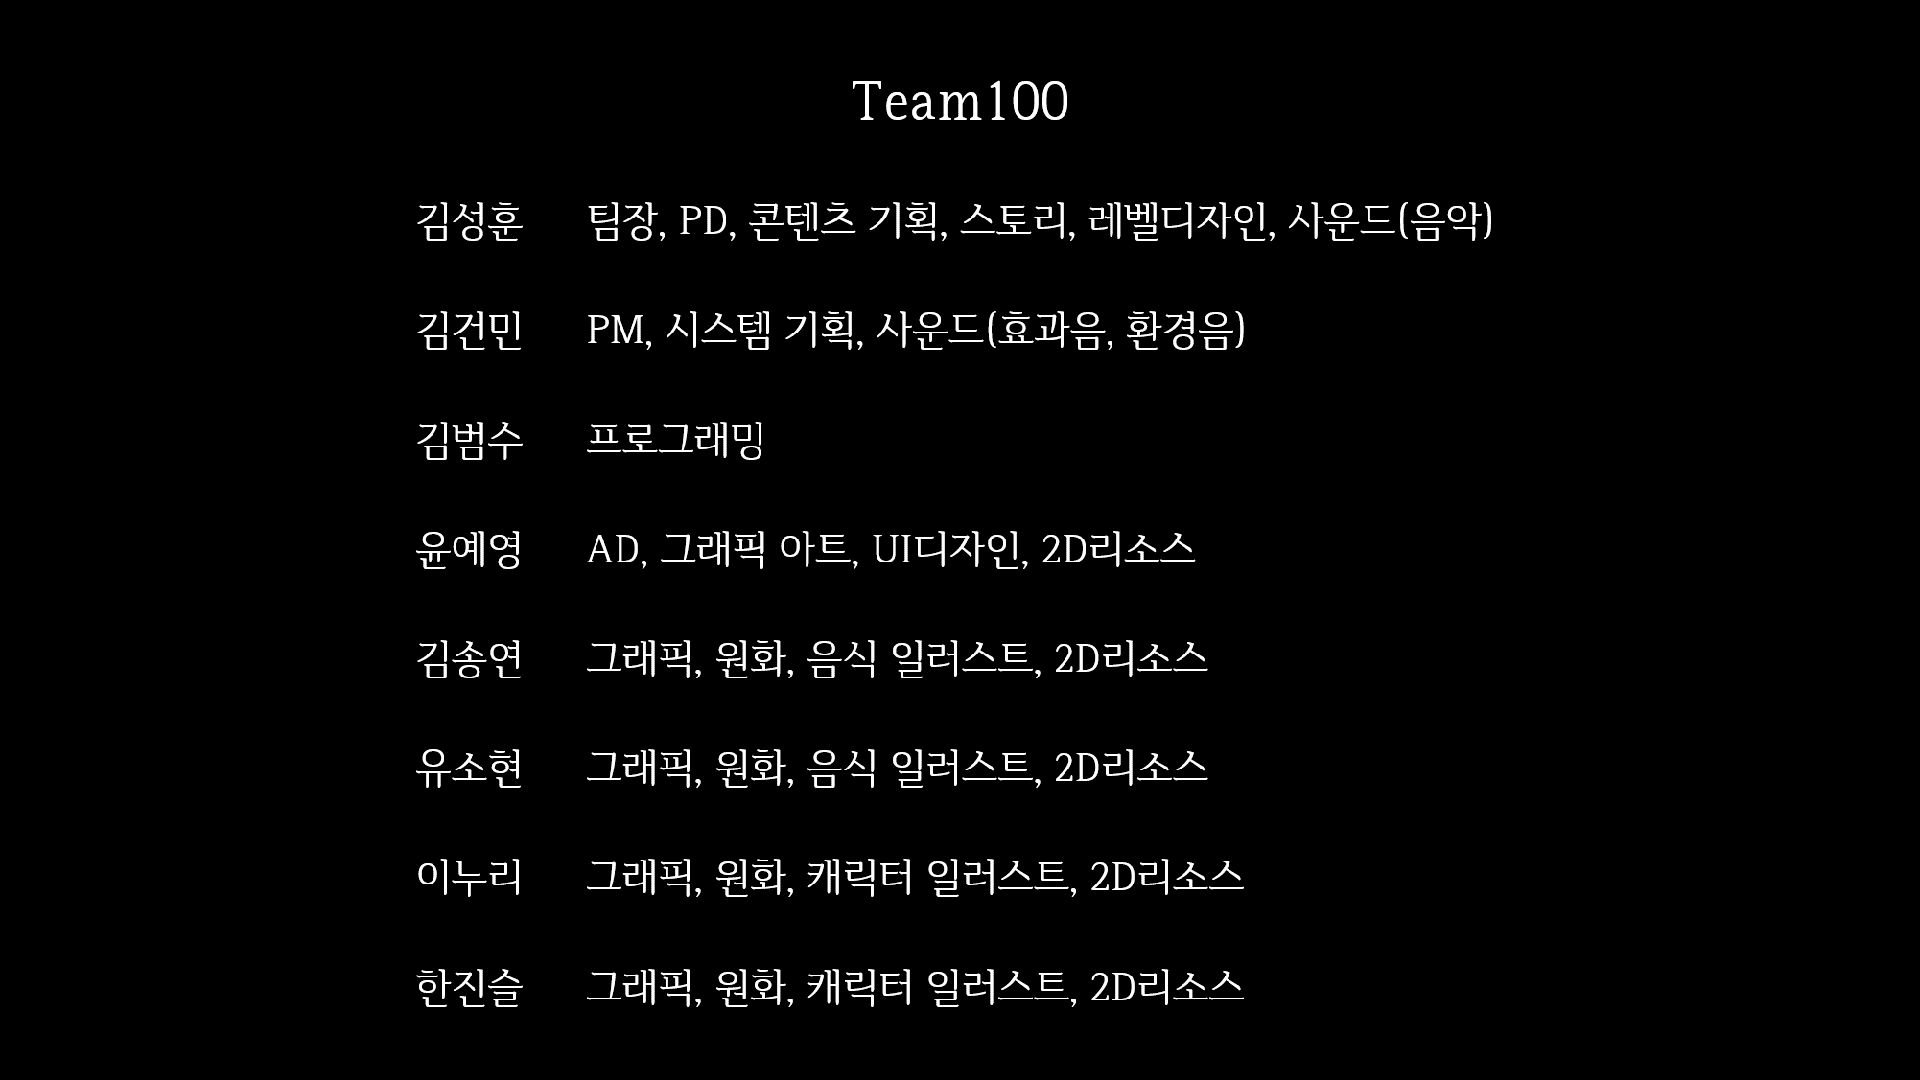 Team100
김성훈 팀장, PD, 콘텐츠 기획, 스토리, 레벨디자인, 사운드(음악)
김건민 PM, 시스템 기획, 사운드(효과음, 환경음)
김범수 프로그래밍
윤예영 AD, 그래픽 아트, UI디자인, 2D리소스
김송연 그래픽, 원화, 음식 일러스트, 2D리소스
유소현 그래픽, 원화, 음식 일러스트, 2D리소스
이누리 그래픽, 원화, 캐릭터 일러스트, 2D리소스
한진슬 그래픽, 원화, 캐릭터 일러스트, 2D리소스